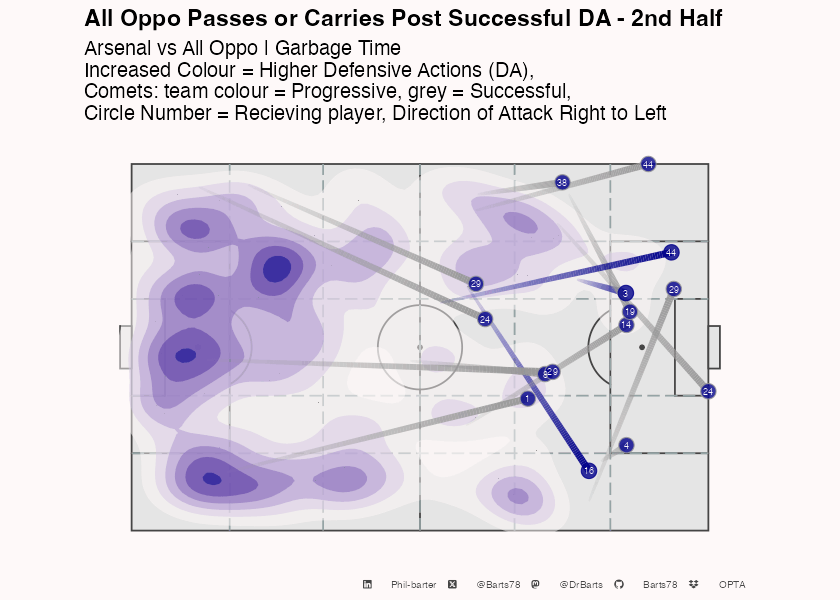 All Oppo Passes or Carries Post Successful DA - 2nd Half
Arsenal vs All Oppo | Garbage Time
Increased Colour = Higher Defensive Actions (DA),
Comets: team colour = Progressive, grey = Successful,
Circle Number = Recieving player, Direction of Attack Right to Left
44
38
44
29
29
3
19
24
14
29
24
1
4
16
Phil-barter @Barts78 @DrBarts Barts78 OPTA